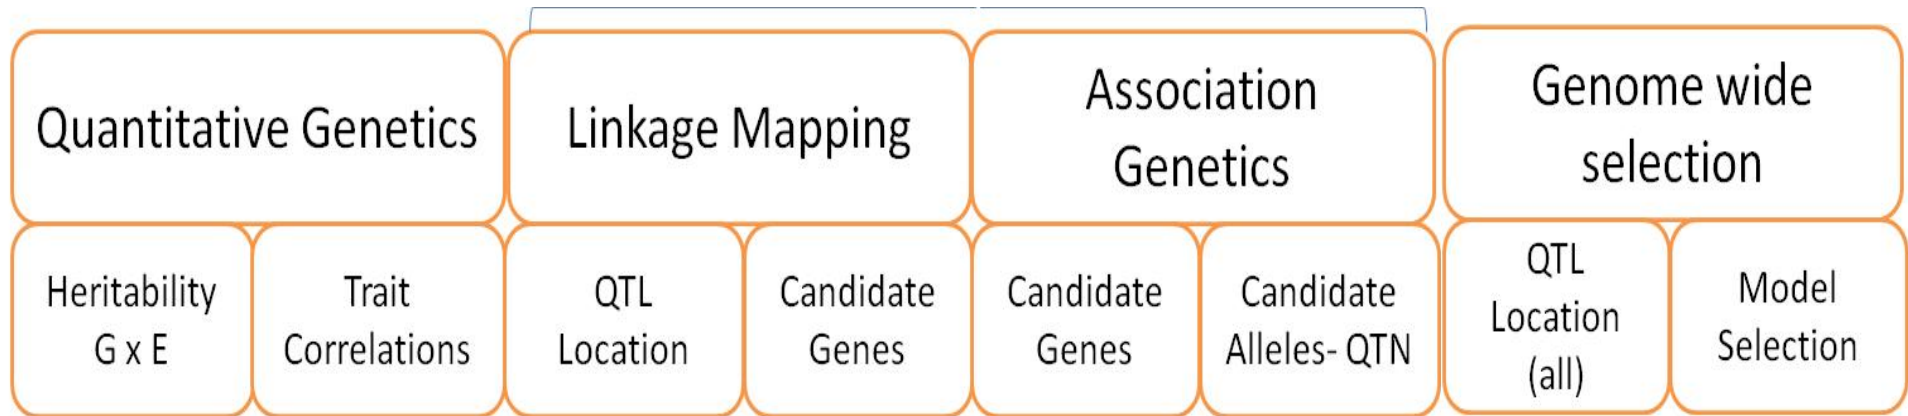 Quantitative Genetics
Linkage Mapping
Association
Genetics
Genome wide
selection
Heritability
G x E
Trait
Correlations
QTL
Location
Candidate
Genes
Candidate
Genes
Candidate
Alleles- QTN
QTL
Location
(all)
Model
Selection